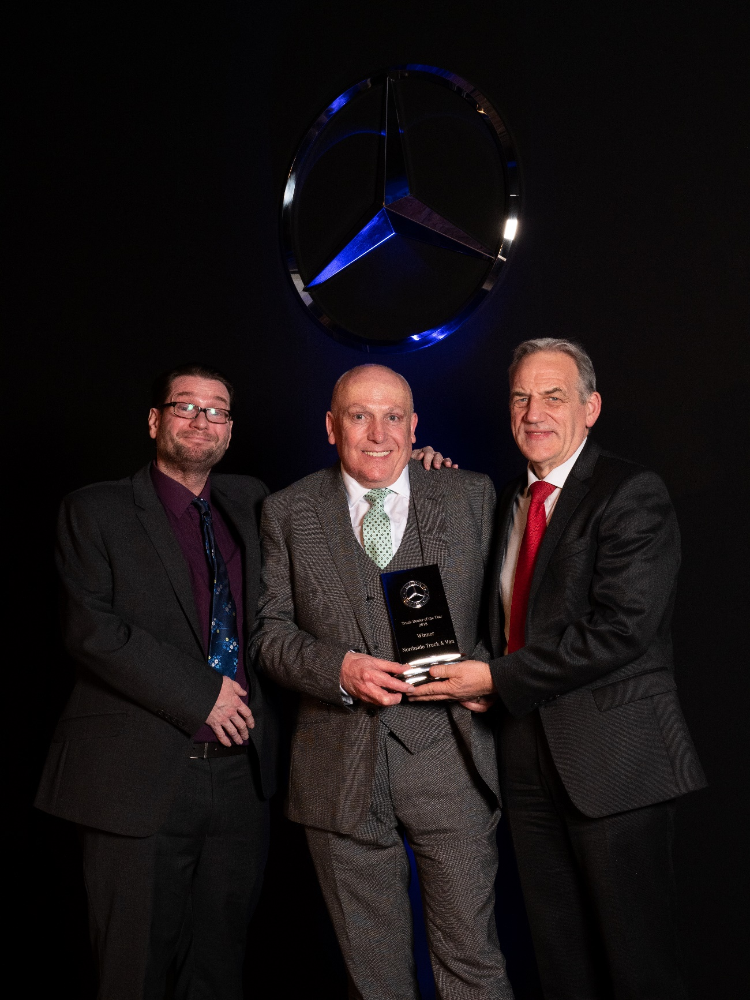 Truck Dealer of the Year
2018
Winner
Northside Truck & Van